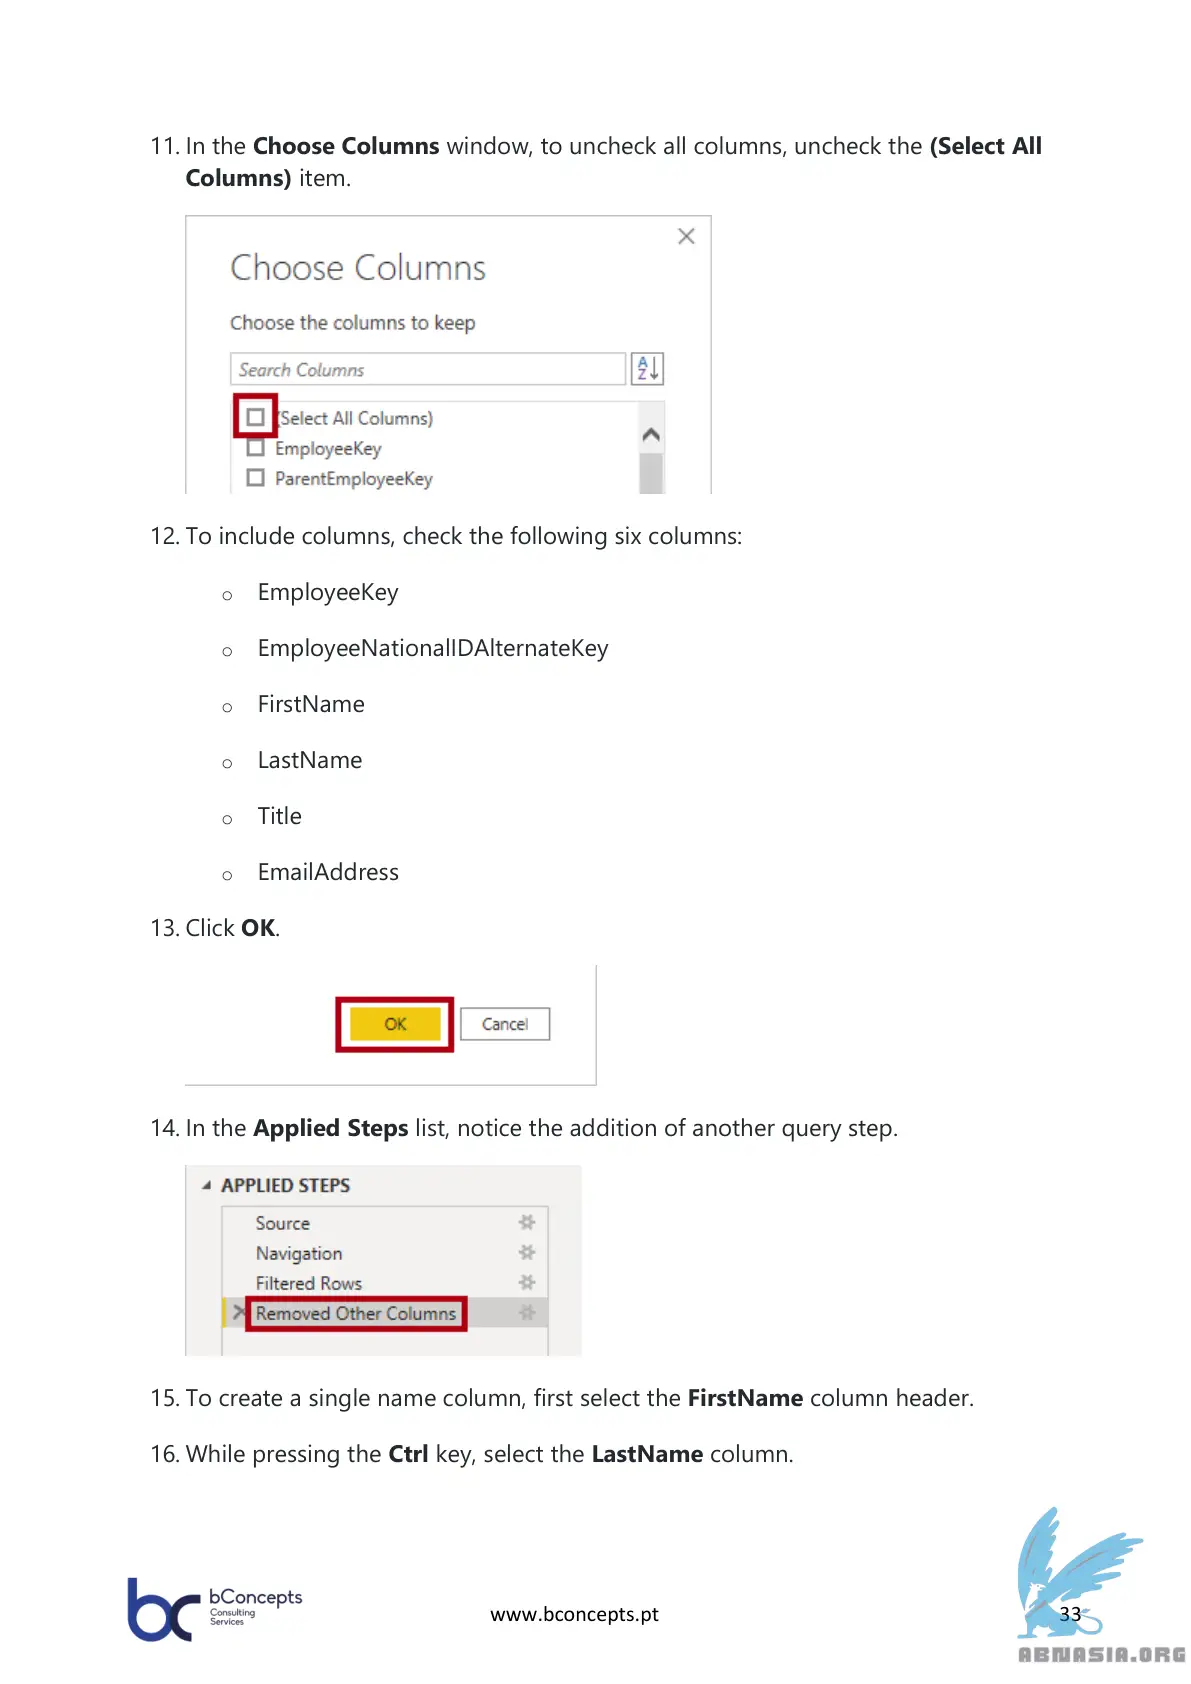 11. In the Choose Columns window, to uncheck all columns, uncheck the (Select All
Columns) item.
Choose Columns
Choose the columns to keep
Search Columns
A
Z
(Select All Columns)
EmployeeKey
ParentEmployeeKey
12. To include columns, check the following six columns:
o EmployeeKey
o EmployeeNationalIDAlternateKey
o FirstName
o LastName
o Title
o EmailAddress
13. Click OK.
OK Cancel
14. In the Applied Steps list, notice the addition of another query step.
APPLIED STEPS
Source
Navigation
Filtered Rows
Removed Other Columns
15. To create a single name column, first select the FirstName column header.
16. While pressing the Ctrl key, select the LastName column.
bc bConcepts
Consulting
Services
www.bconcepts.pt
33
ABNASIA.ORG